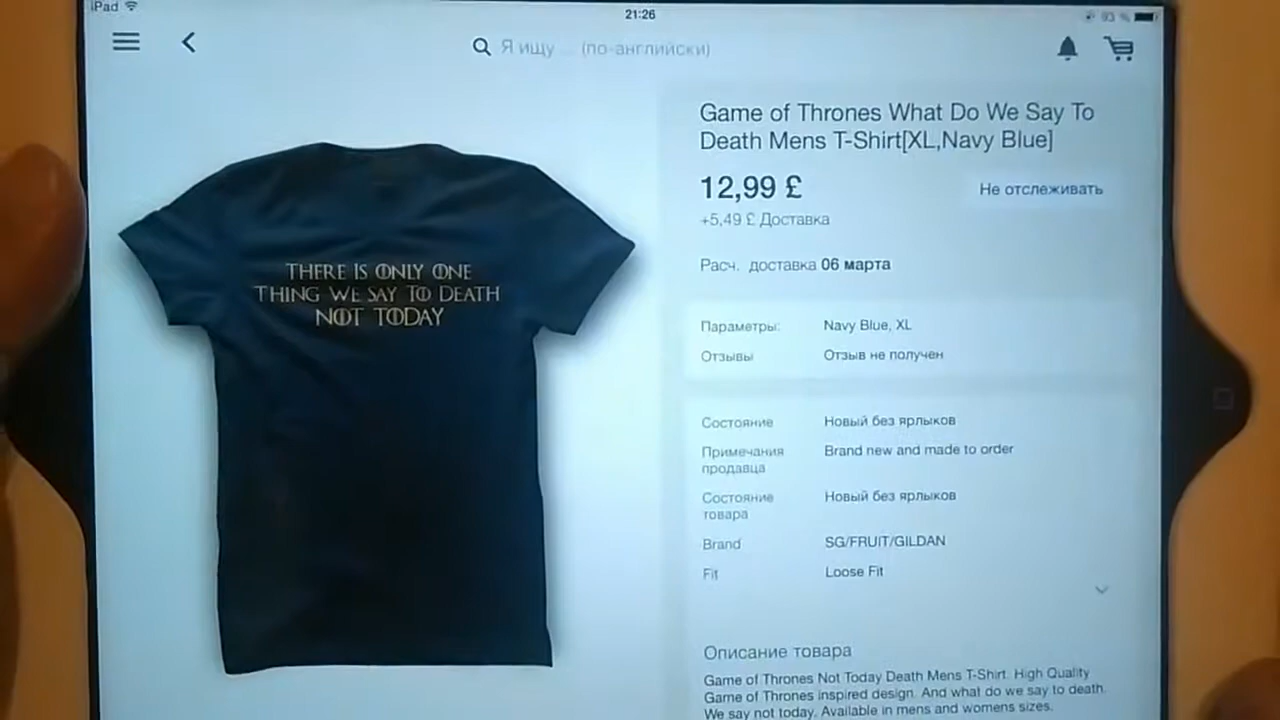 iPad
21:26
93 %
Я ищу ... (по-английски)
Game of Thrones What Do We Say To
Death Mens T-Shirt[XL,Navy Blue]
12,99 £
Не отслеживать
+5,49 £ Доставка
Расч. доставка 06 марта
THERE IS ONLY ONE
THING WE SAY TO DEATH
NOT TODAY
Параметры: Navy Blue, XL
Отзывы Отзыв не получен
Состояние Новый без ярлыков
Примечания Brand new and made to order
продавца
Состояние Новый без ярлыков
товара
Brand SG/FRUIT/GILDAN
Fit Loose Fit
Описание товара
Game of Thrones Not Today Death Mens T-Shirt. High Quality
Game of Thrones inspired design. And what do we say to death.
We say not today. Available in mens and womens sizes.